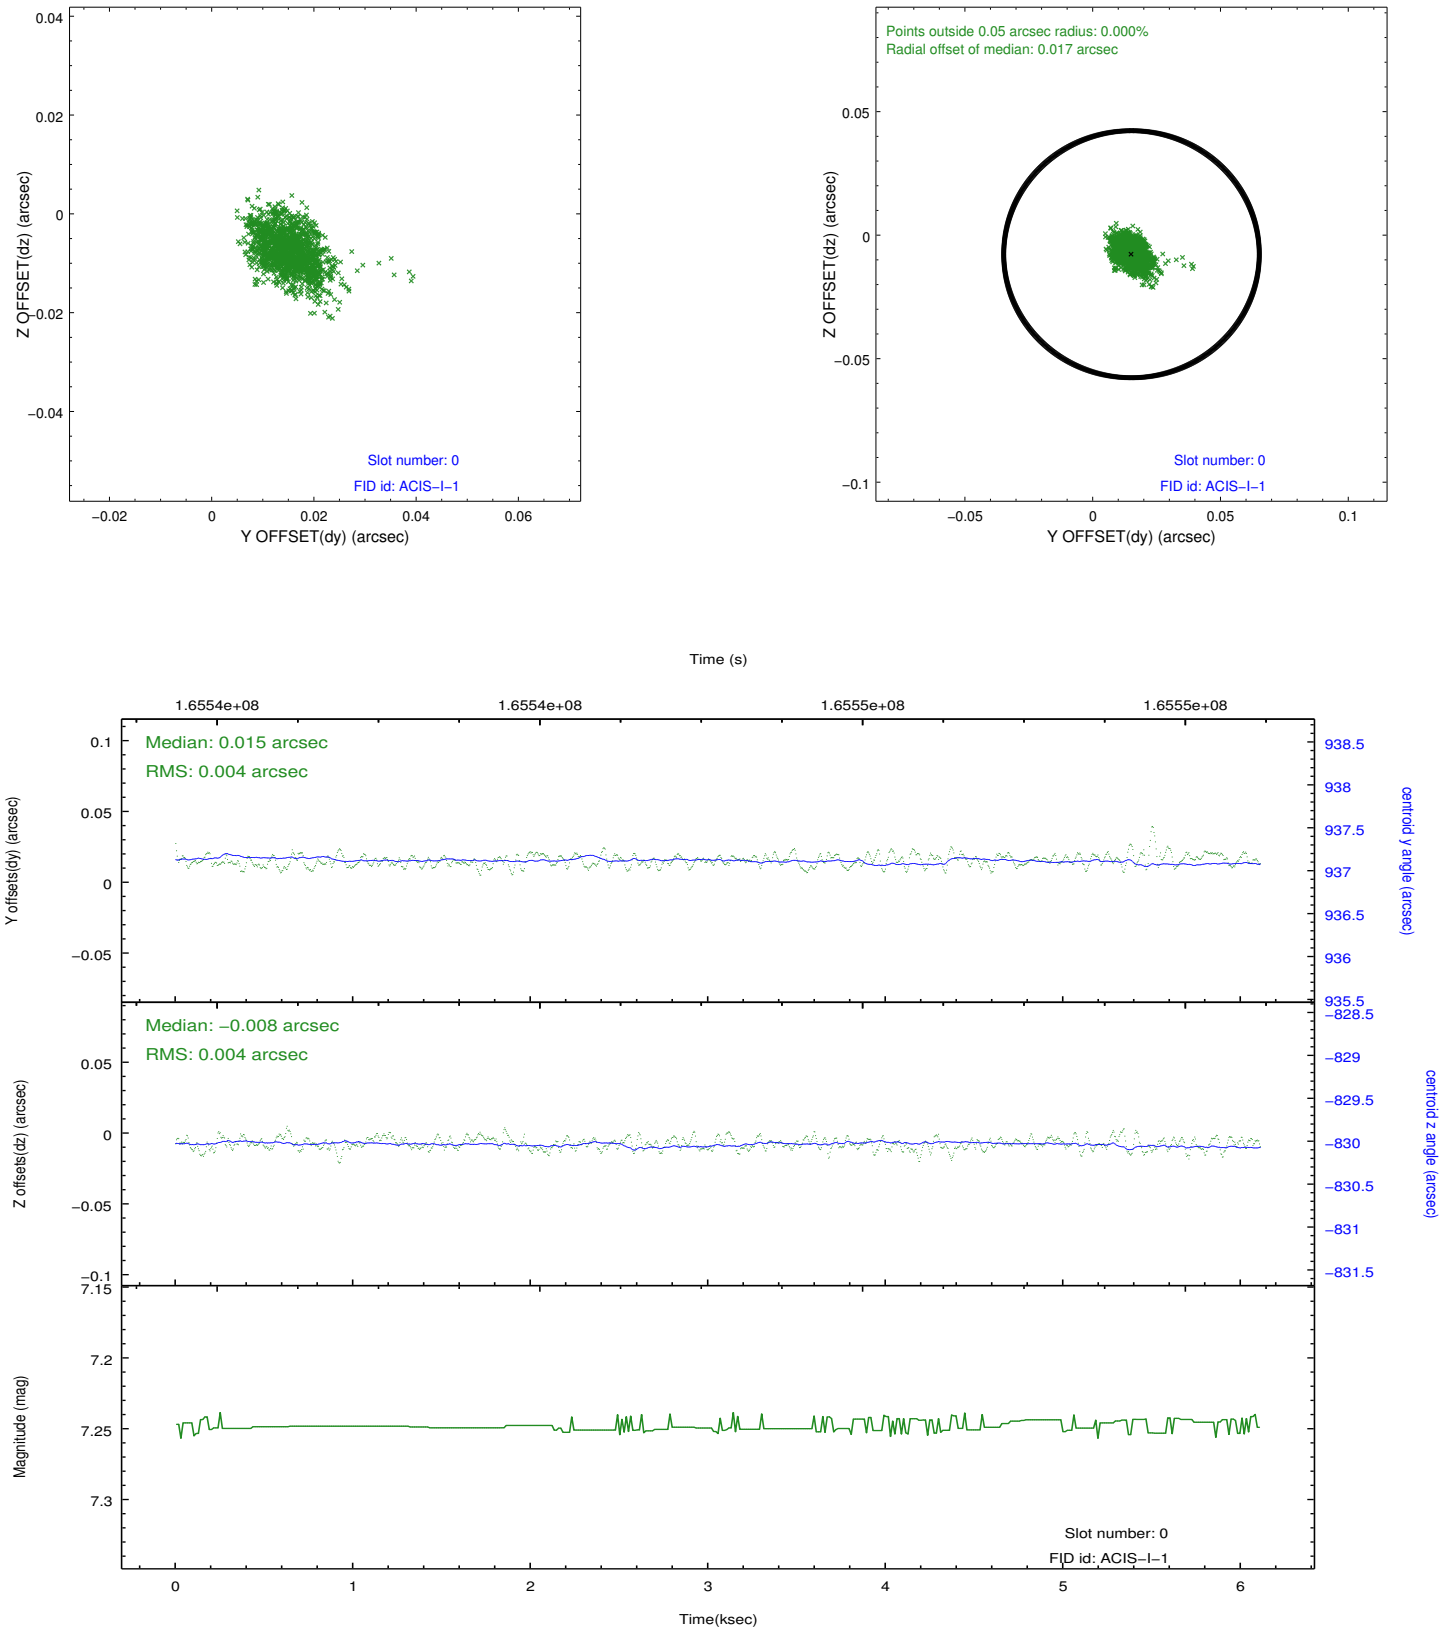 0.04
0.02
0
−0.02
−0.04
Z OFFSET(dz) (arcsec)
Slot number: 0
FID id: ACIS−I−1
−0.02 0 0.02 0.04 0.06
Y OFFSET(dy) (arcsec)
Points outside 0.05 arcsec radius: 0.000%
Radial offset of median: 0.017 arcsec
0.05
0
−0.05
−0.1
Z OFFSET(dz) (arcsec)
Slot number: 0
FID id: ACIS−I−1
−0.05 0 0.05 0.1
Y OFFSET(dy) (arcsec)
Time (s)
1.6554e+08 1.6554e+08 1.6555e+08 1.6555e+08
Median: 0.015 arcsec
RMS: 0.004 arcsec
0.1
0.05
0
−0.05
Y offsets(dy) (arcsec)
938.5
938
937.5
937
936.5
936
935.5
centroid y angle (arcsec)
Median: −0.008 arcsec
RMS: 0.004 arcsec
0.05
0
−0.05
−0.1
Z offsets(dz) (arcsec)
−828.5
−829
−829.5
−830
−830.5
−831
−831.5
centroid z angle (arcsec)
7.15
7.2
7.25
7.3
Magnitude (mag)
Slot number: 0
FID id: ACIS−I−1
0 1 2 3 4 5 6
Time(ksec)